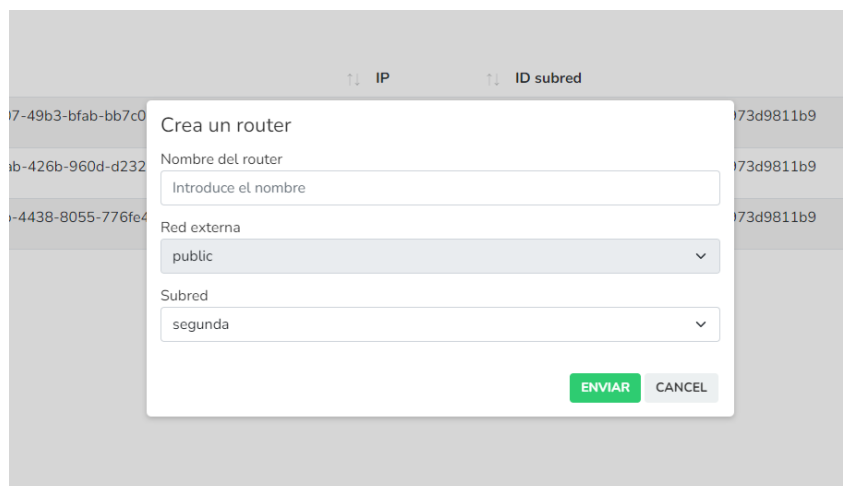 IP ID subred
07-49b3-bfab-bb7c0 973d9811b9
Crea un router
Nombre del router
ab-426b-960d-d232 973d9811b9
Introduce el nombre
-4438-8055-776fe4 973d9811b9
Red externa
public
Subred
segunda
ENVIAR CANCEL